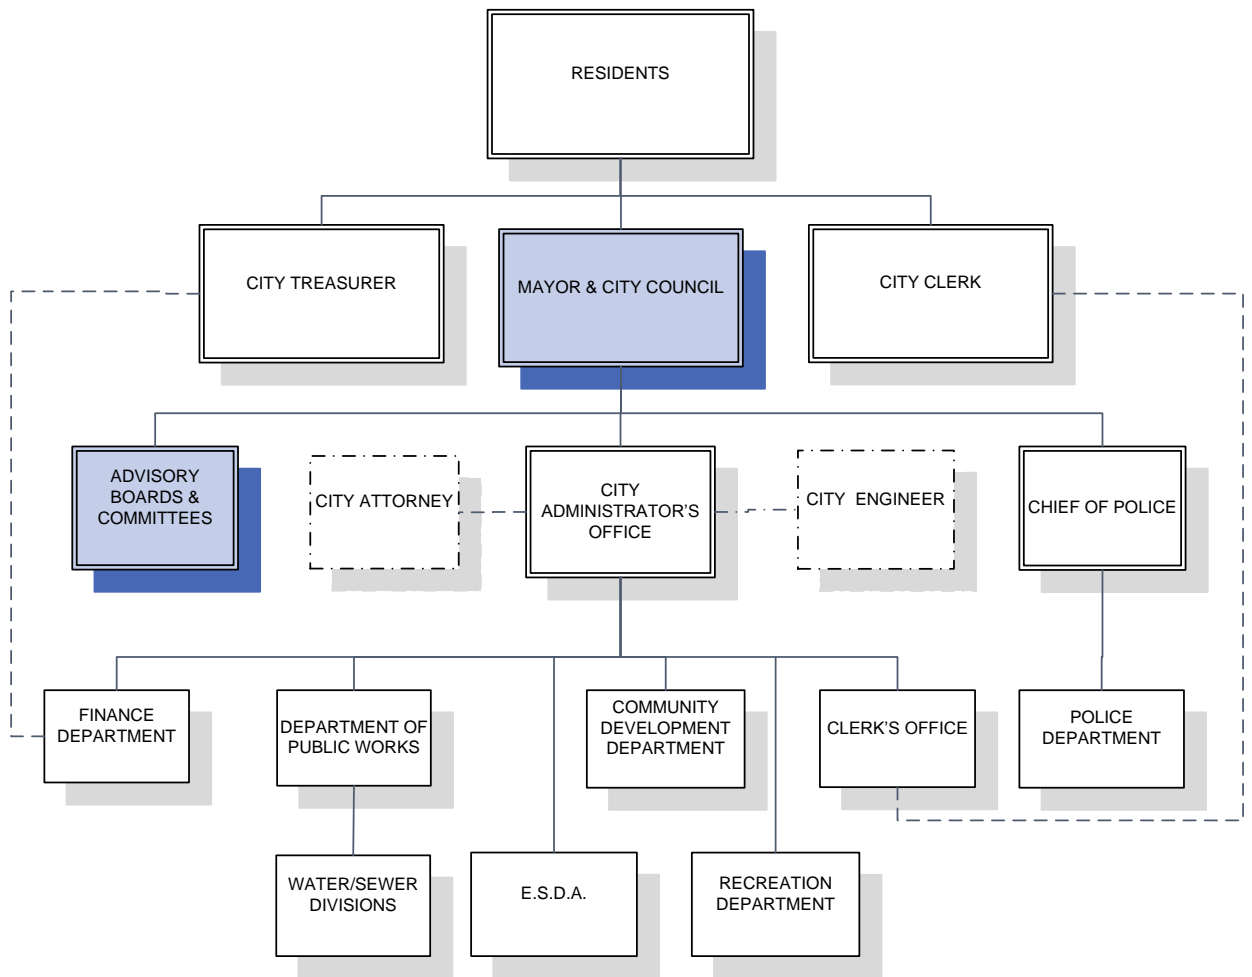 RESIDENTS
CITY TREASURER
MAYOR & CITY COUNCIL
CITY CLERK
ADVISORY
BOARDS &
COMMITTEES
CITY ATTORNEY
CITY
ADMINISTRATOR’S
OFFICE
CITY ENGINEER
CHIEF OF POLICE
FINANCE
DEPARTMENT
DEPARTMENT OF
PUBLIC WORKS
COMMUNITY
DEVELOPMENT
DEPARTMENT
CLERK’S OFFICE
POLICE
DEPARTMENT
WATER/SEWER
DIVISIONS
E.S.D.A.
RECREATION
DEPARTMENT